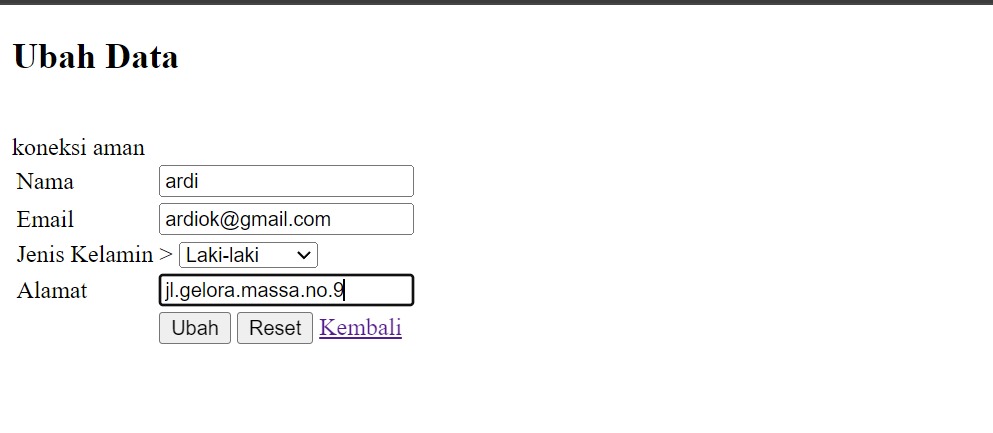 Ubah Data
koneksi aman
Nama ardi
Email ardiok@gmail.com
Jenis Kelamin > Laki-laki
Alamat jl.gelora.massa.no.9
Ubah Reset Kembali